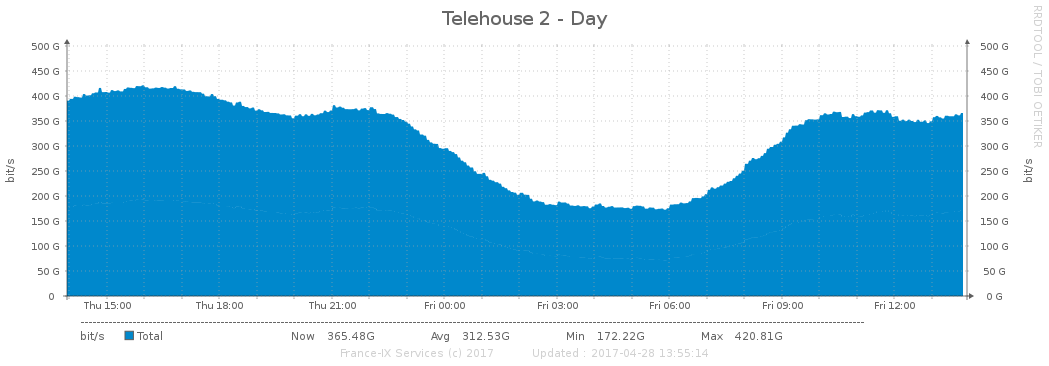 Telehouse 2 - Day
RRDTOOL / TOBI OETIKER
500 G 500 G
450 G 450 G
400 G 400 G
350 G 350 G
300 G 300 G
250 G 250 G
200 G 200 G
150 G 150 G
100 G 100 G
50 G 50 G
0 0 G
bit/s bit/s
Thu 15:00 Thu 18:00 Thu 21:00 Fri 00:00 Fri 03:00 Fri 06:00 Fri 09:00 Fri 12:00
bit/s Total Now 365.48G Avg 312.53G Min 172.22G Max 420.81G
France-IX Services (c) 2017 Updated : 2017-04-28 13:55:14